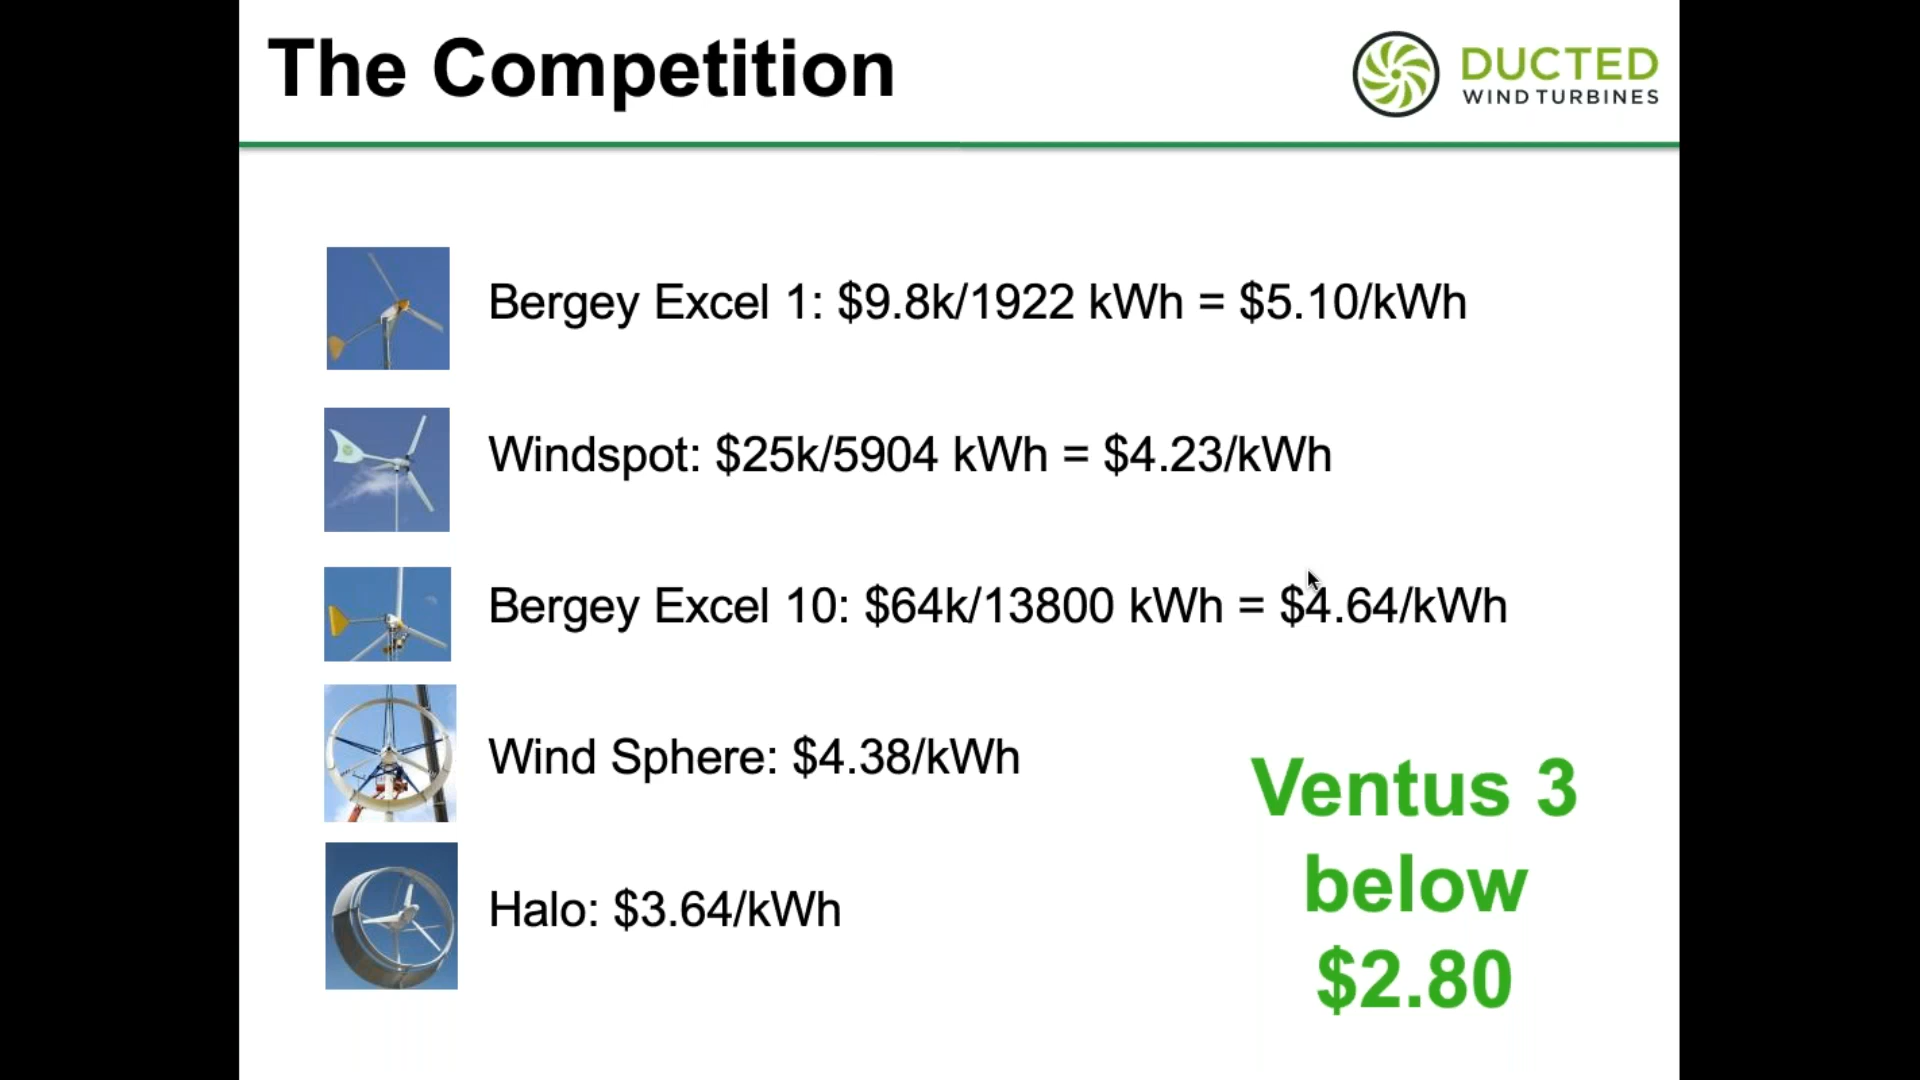 The Competition
DUCTED
WIND TURBINES
Bergey Excel 1: $9.8k/1922 kWh = $5.10/kWh
Windspot: $25k/5904 kWh = $4.23/kWh
Bergey Excel 10: $64k/13800 kWh = $4.64/kWh
Wind Sphere: $4.38/kWh
Halo: $3.64/kWh
Ventus 3
below
$2.80